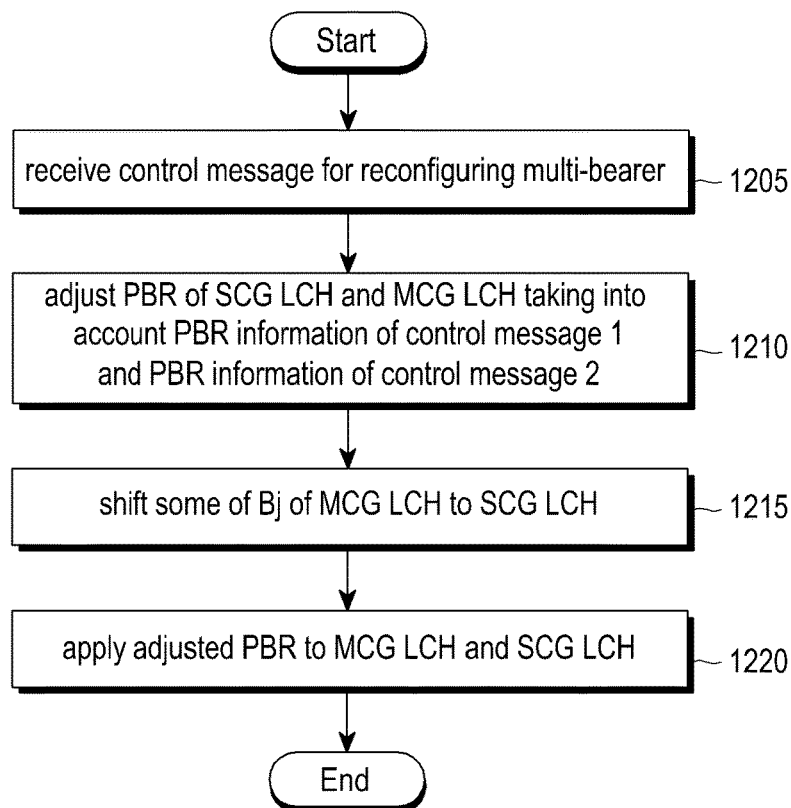 Start
receive control message for reconfiguring multi-bearer
1205
adjust PBR of SCG LCH and MCG LCH taking into
account PBR information of control message 1
and PBR information of control message 2
1210
shift some of Bj of MCG LCH to SCG LCH
1215
apply adjusted PBR to MCG LCH and SCG LCH
1220
End